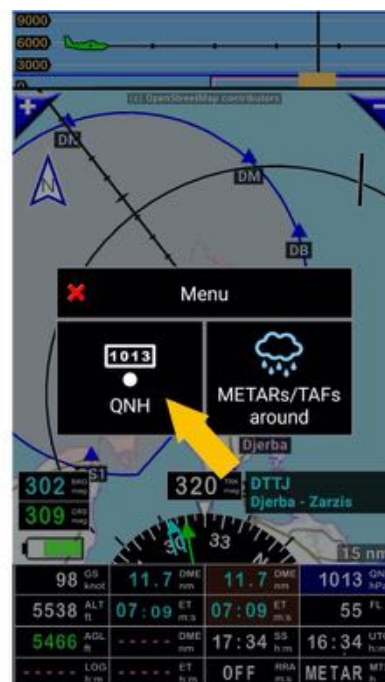 9000
6000
3000
(c) OpenStreetMap contributors
DM
DB
N
Menu
1013
QNH
METARs/TAFs
around
Djerba
302 BRG mag
320 TRK mag
DTTJ
Djerba - Zarzis
309 CRS mag
30 33 N
15 nm
98 GS knot
11.7 DME nm
11.7 DME nm
1013 QNH hPa
5538 ALT ft
07:09 ET m:s
07:09 ET m:s
55 FL
5466 AGL ft
----- DME nm
17:34 SS h:m
16:34 UTC h:m
-- -- LOG h:m
-- -- ET h:m
OFF RRA m/s
METAR